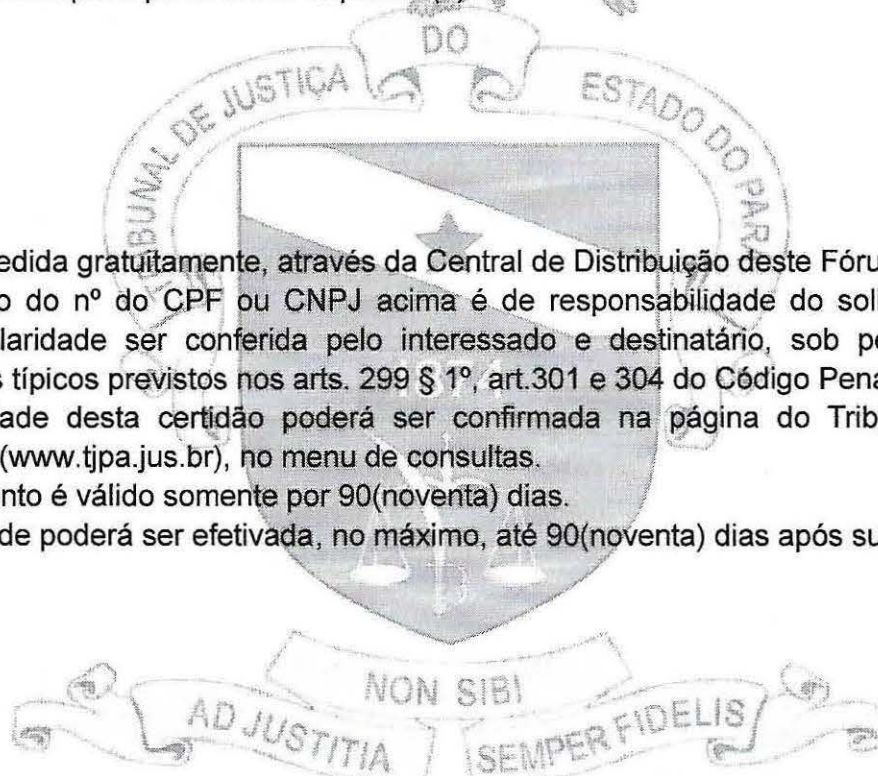 DO
TRIBUNAL DE JUSTIÇA
ESTADO DO PARÁ
edida gratuitamente, através da Central de Distribuição deste Fóru
o do nº do CPF ou CNPJ acima é de responsabilidade do soli
laridade ser conferida pelo interessado e destinatário, sob pe
s típicos previstos nos arts. 299 § 1º, art.301 e 304 do Código Pena
1874
ade desta certidão poderá ser confirmada na página do Trib
(www.tjpa.jus.br), no menu de consultas.
nto é válido somente por 90(noventa) dias.
de poderá ser efetivada, no máximo, até 90(noventa) dias após su
NON SIBI
AD JUSTITIA
SEMPER FIDELIS